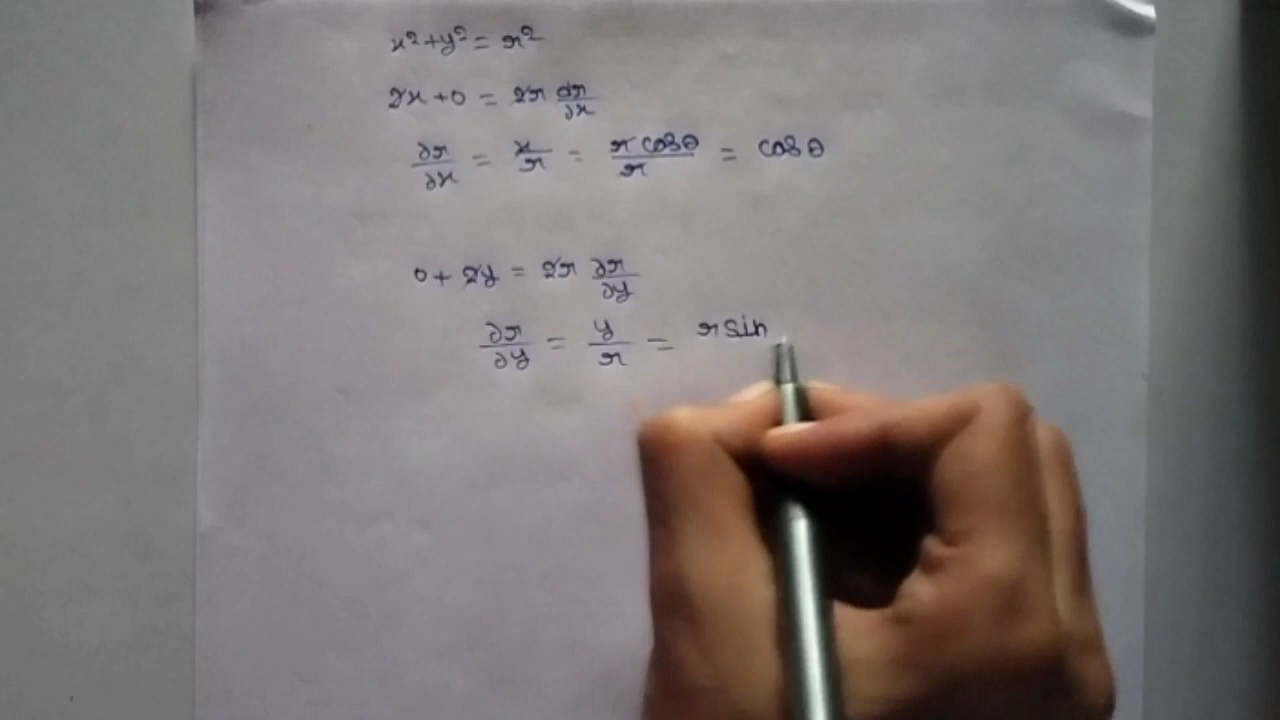 x²+y² = r²
2x + 0 = 2r ∂r/∂x
∂r/∂x = x/r = r cosθ/r = cosθ
0 + 2y = 2r ∂r/∂y
∂r/∂y = y/r = r sin